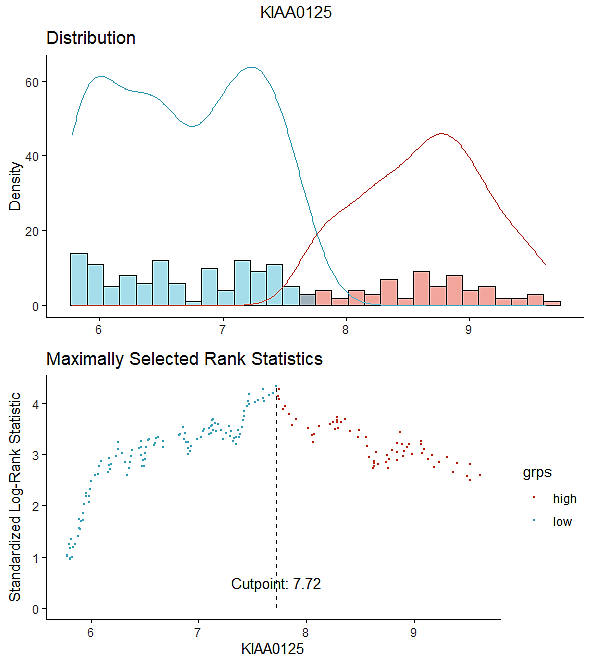 KIAA0125
Distribution
Density
60
40
20
0
6 7 8 9
Maximally Selected Rank Statistics
Standardized Log-Rank Statistic
4
3
2
1
0
Cutpoint: 7.72
6 7 8 9
KIAA0125
grps
high
low